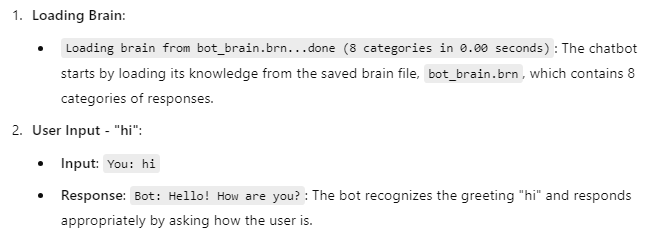 1. Loading Brain:
• Loading brain from bot_brain.brn...done (8 categories in 0.00 seconds) : The chatbot
starts by loading its knowledge from the saved brain file, bot_brain.brn , which contains 8
categories of responses.
2. User Input - "hi":
• Input: You: hi
• Response: Bot: Hello! How are you? : The bot recognizes the greeting "hi" and responds
appropriately by asking how the user is.